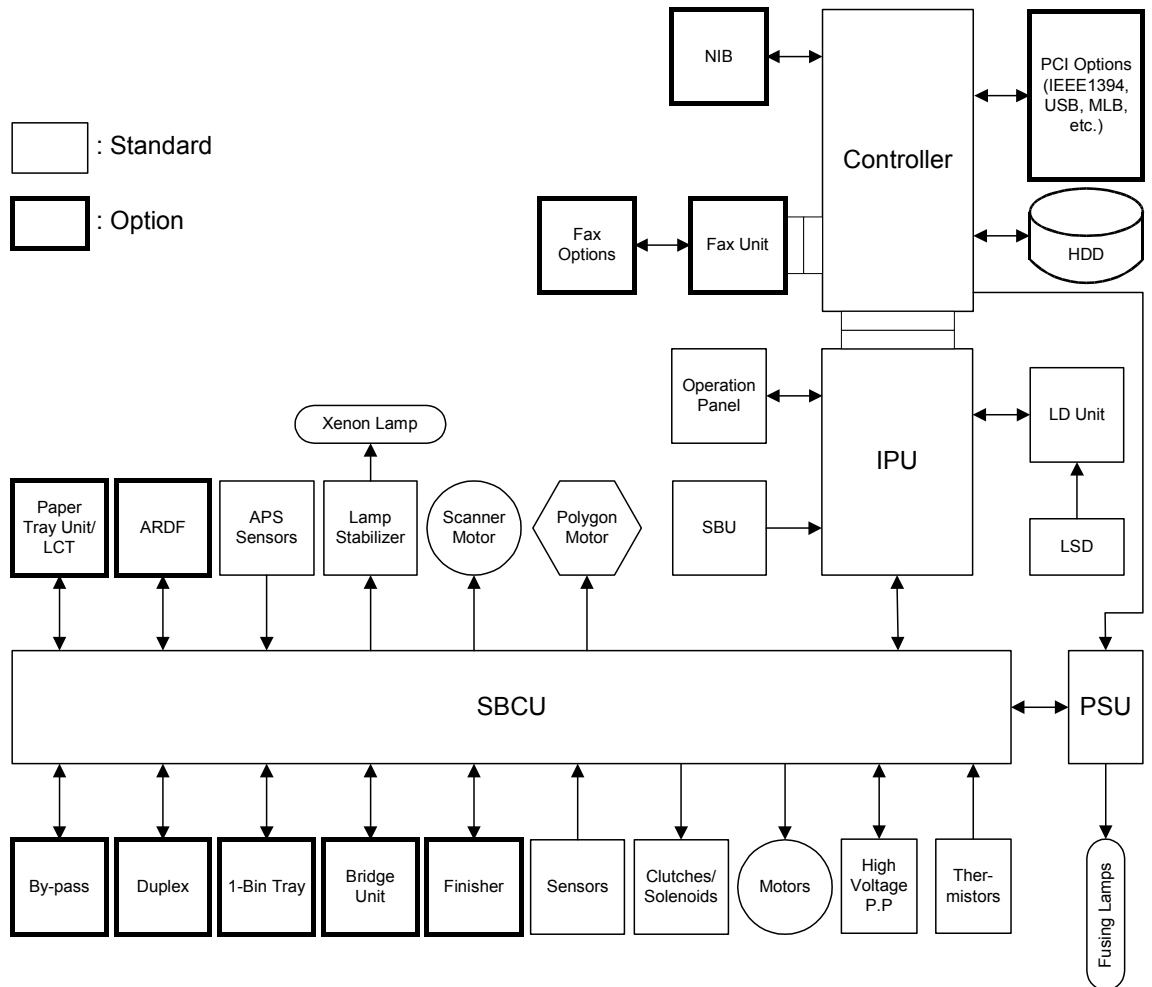 NIB
PCI Options
(IEEE1394,
USB, MLB,
etc.)
: Standard
Controller
: Option
Fax
Options
Fax Unit
HDD
Operation
Panel
LD Unit
Xenon Lamp
IPU
Paper
Tray Unit/
LCT
ARDF
APS
Sensors
Lamp
Stabilizer
Scanner
Motor
Polygon
Motor
SBU
LSD
SBCU
PSU
By-pass
Duplex
1-Bin Tray
Bridge
Unit
Finisher
Sensors
Clutches/
Solenoids
Motors
High
Voltage
P.P
Ther-
mistors
Fusing Lamps